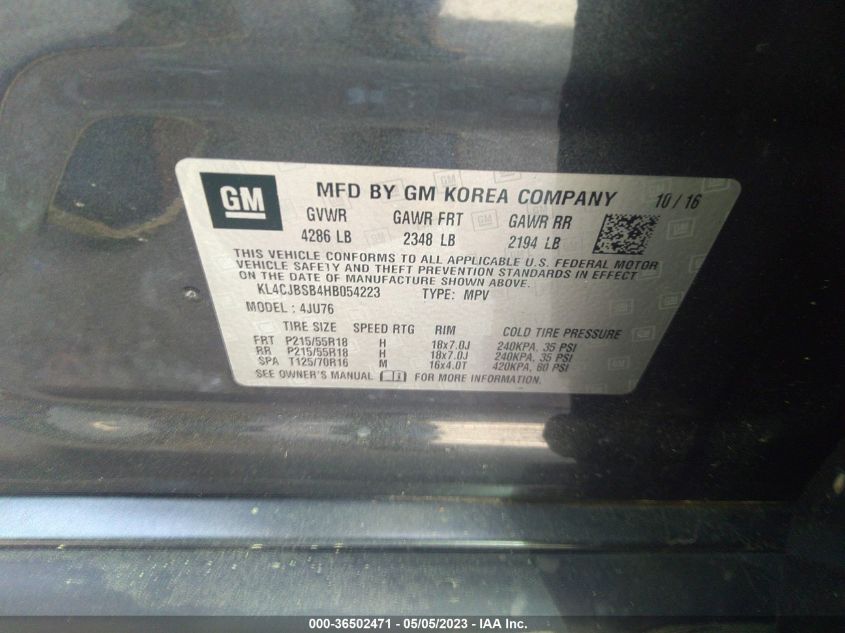 GM MFD BY GM KOREA COMPANY 10 / 16
GVWR GAWR FRT GM GAWR RR
4286 LB 2348 LB 2194 LB
THIS VEHICLE CONFORMS TO ALL APPLICABLE U.S. FEDERAL MOTOR
VEHICLE SAFETY AND THEFT PREVENTION STANDARDS IN EFFECT
ON THE DATE OF MANUFACTURE SHOWN ABOVE.
KL4CJBSB4HB054223 TYPE: MPV
MODEL: 4JU76
TIRE SIZE SPEED RTG RIM COLD TIRE PRESSURE
FRT P215/55R18 H 18x7.0J 240KPA, 35 PSI
RR P215/55R18 H 18x7.0J 240KPA, 35 PSI
SPA T125/70R16 M 16x4.0T 420KPA, 60 PSI
SEE OWNER'S MANUAL FOR MORE INFORMATION.
000-36502471 - 05/05/2023 - IAA Inc.